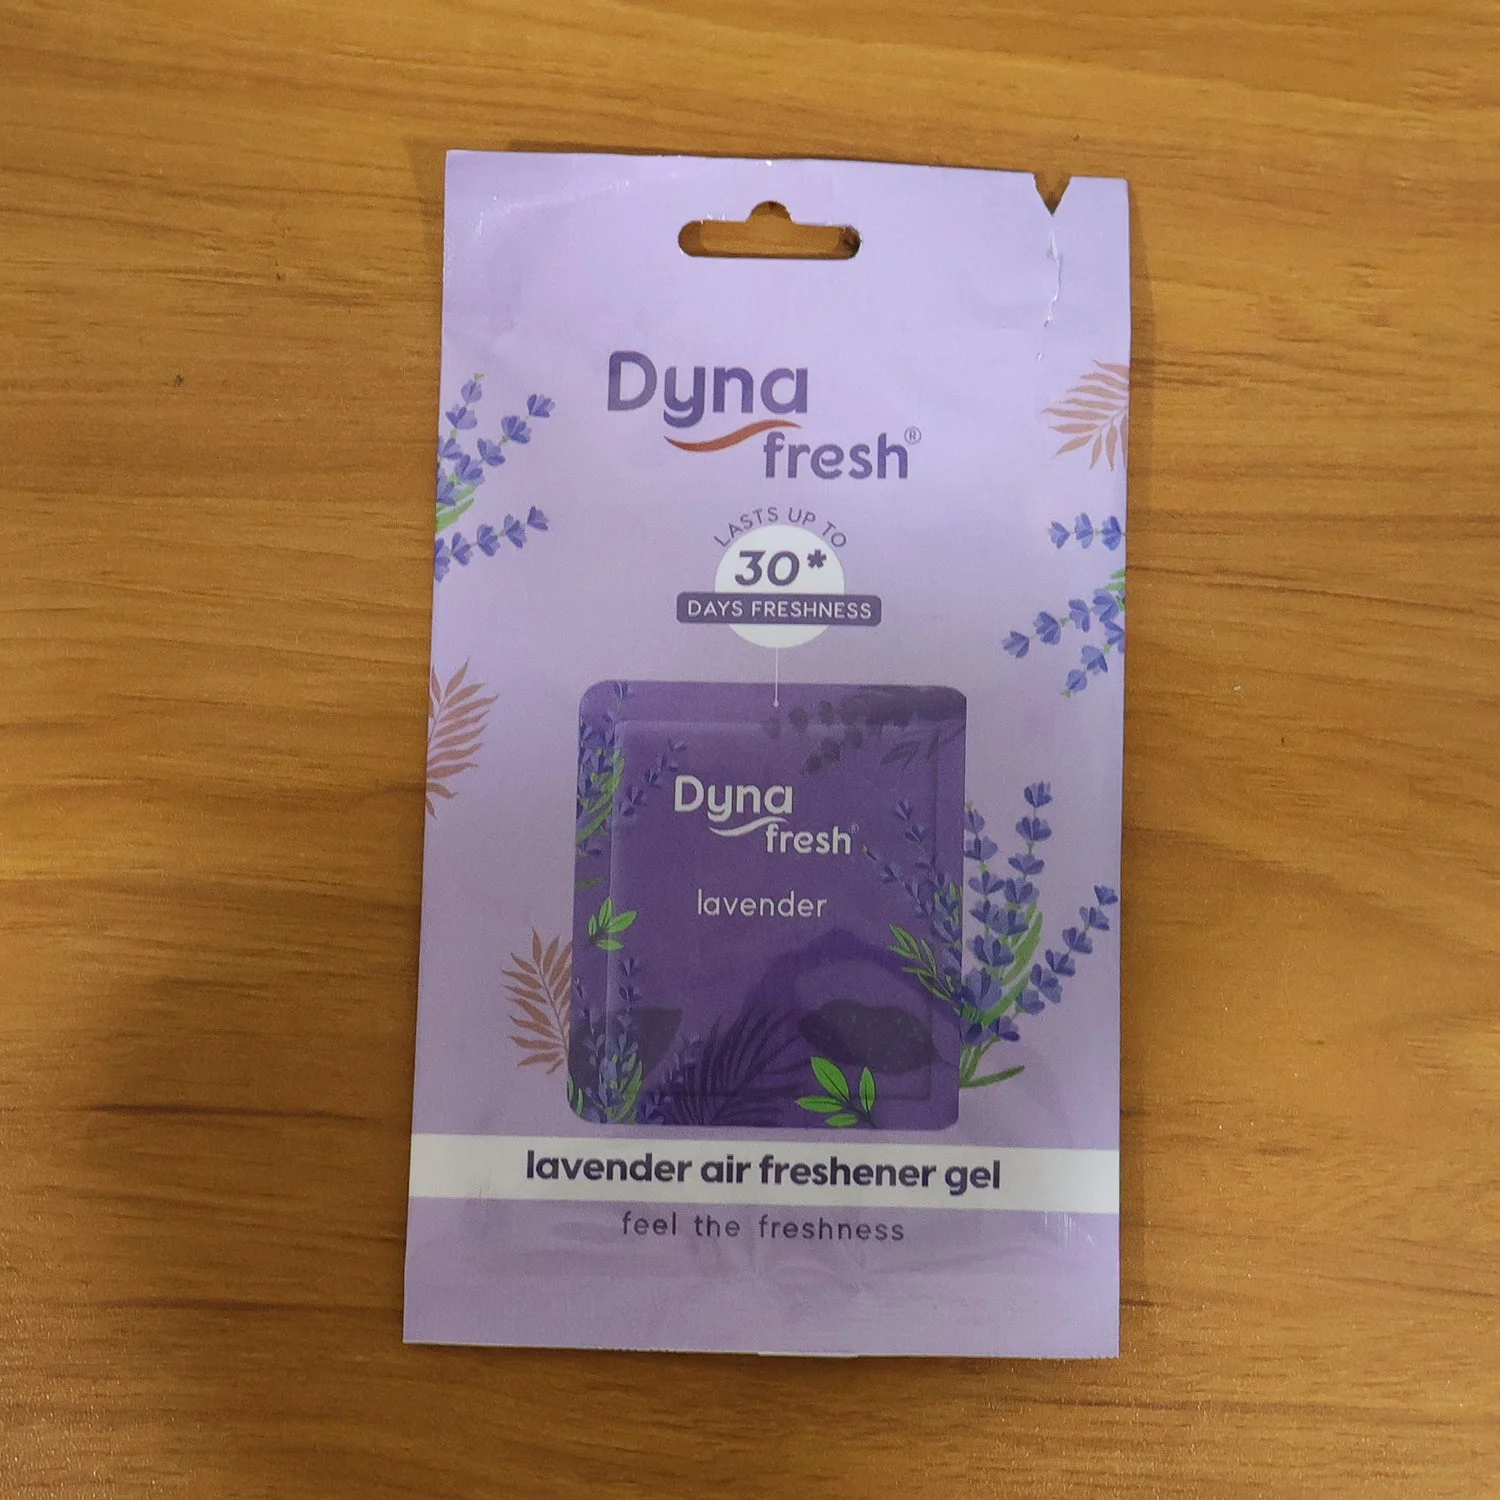 Dyna
fresh®
LASTS UP TO
30*
DAYS FRESHNESS
Dyna
fresh®
lavender
lavender air freshener gel
feel the freshness